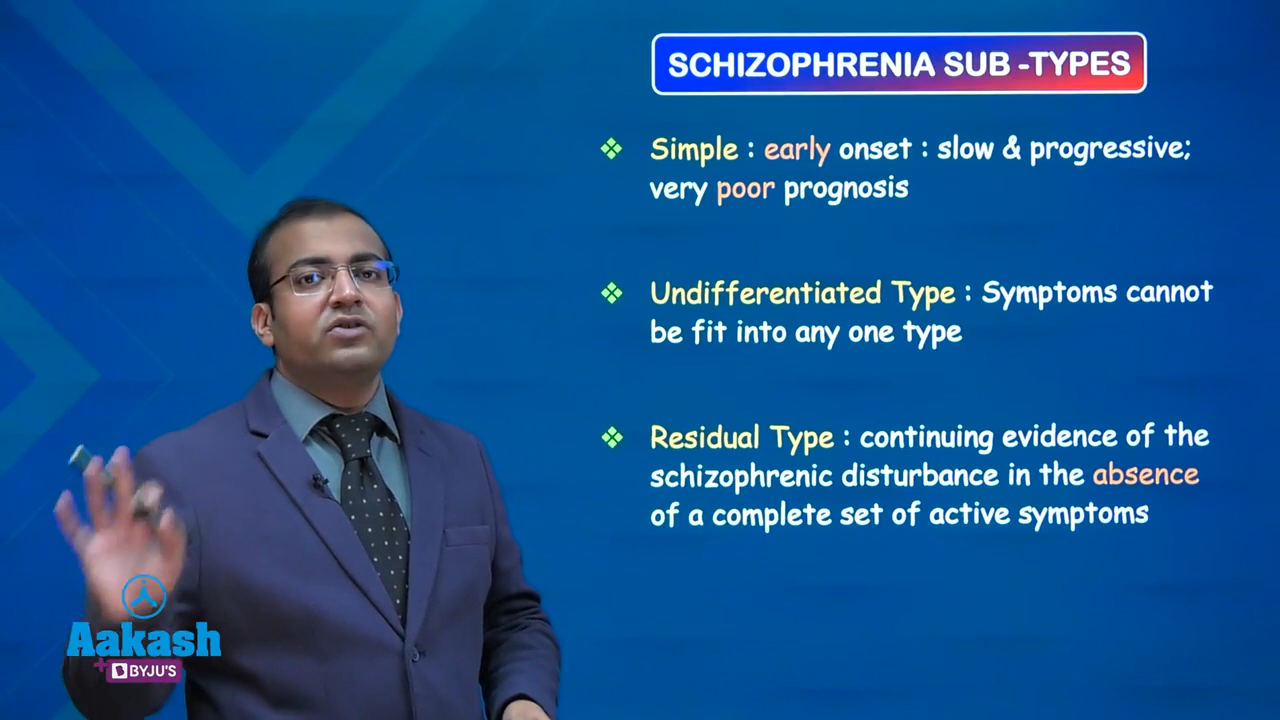 SCHIZOPHRENIA SUB -TYPES
❖ Simple : early onset : slow & progressive;
very poor prognosis
❖ Undifferentiated Type : Symptoms cannot
be fit into any one type
❖ Residual Type : continuing evidence of the
schizophrenic disturbance in the absence
of a complete set of active symptoms
Aakash
+ BYJU'S